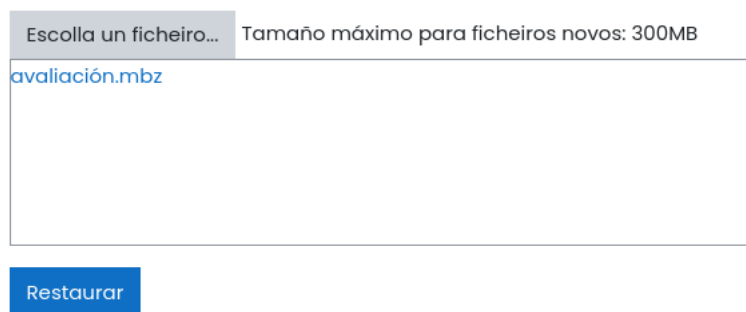 Escolla un ficheiro... Tamaño máximo para ficheiros novos: 300MB
avaliación.mbz
Restaurar